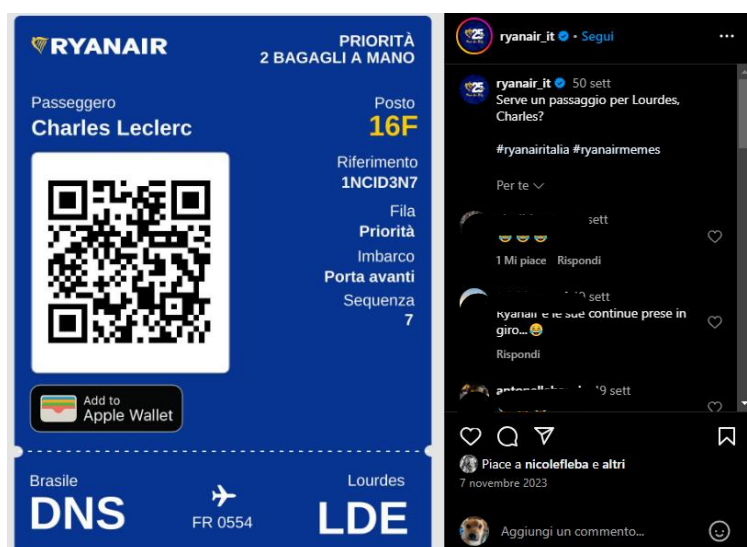 RYANAIR
PRIORITÀ
2 BAGAGLI A MANO
Passeggero
Charles Leclerc
Posto
16F
Riferimento
1NCID3N7
Fila
Priorità
Imbarco
Porta avanti
Sequenza
7
Add to
Apple Wallet
Brasile
DNS
FR 0554
Lourdes
LDE
25
ryanair_it • Segui
25
ryanair_it 50 sett
Serve un passaggio per Lourdes,
Charles?
#ryanairitalia #ryanairmemes
Per te
sett
1 Mi piace Rispondi
sett
Ryanair e le sue continue prese in
giro...😂
Rispondi
sett
Piace a nicolefleba e altri
7 novembre 2023
Aggiungi un commento...